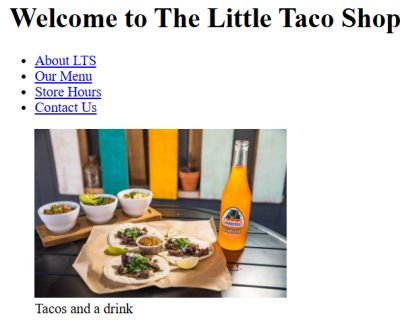 Welcome to The Little Taco Shop
About LTS
Our Menu
Store Hours
Contact Us
Tacos and a drink